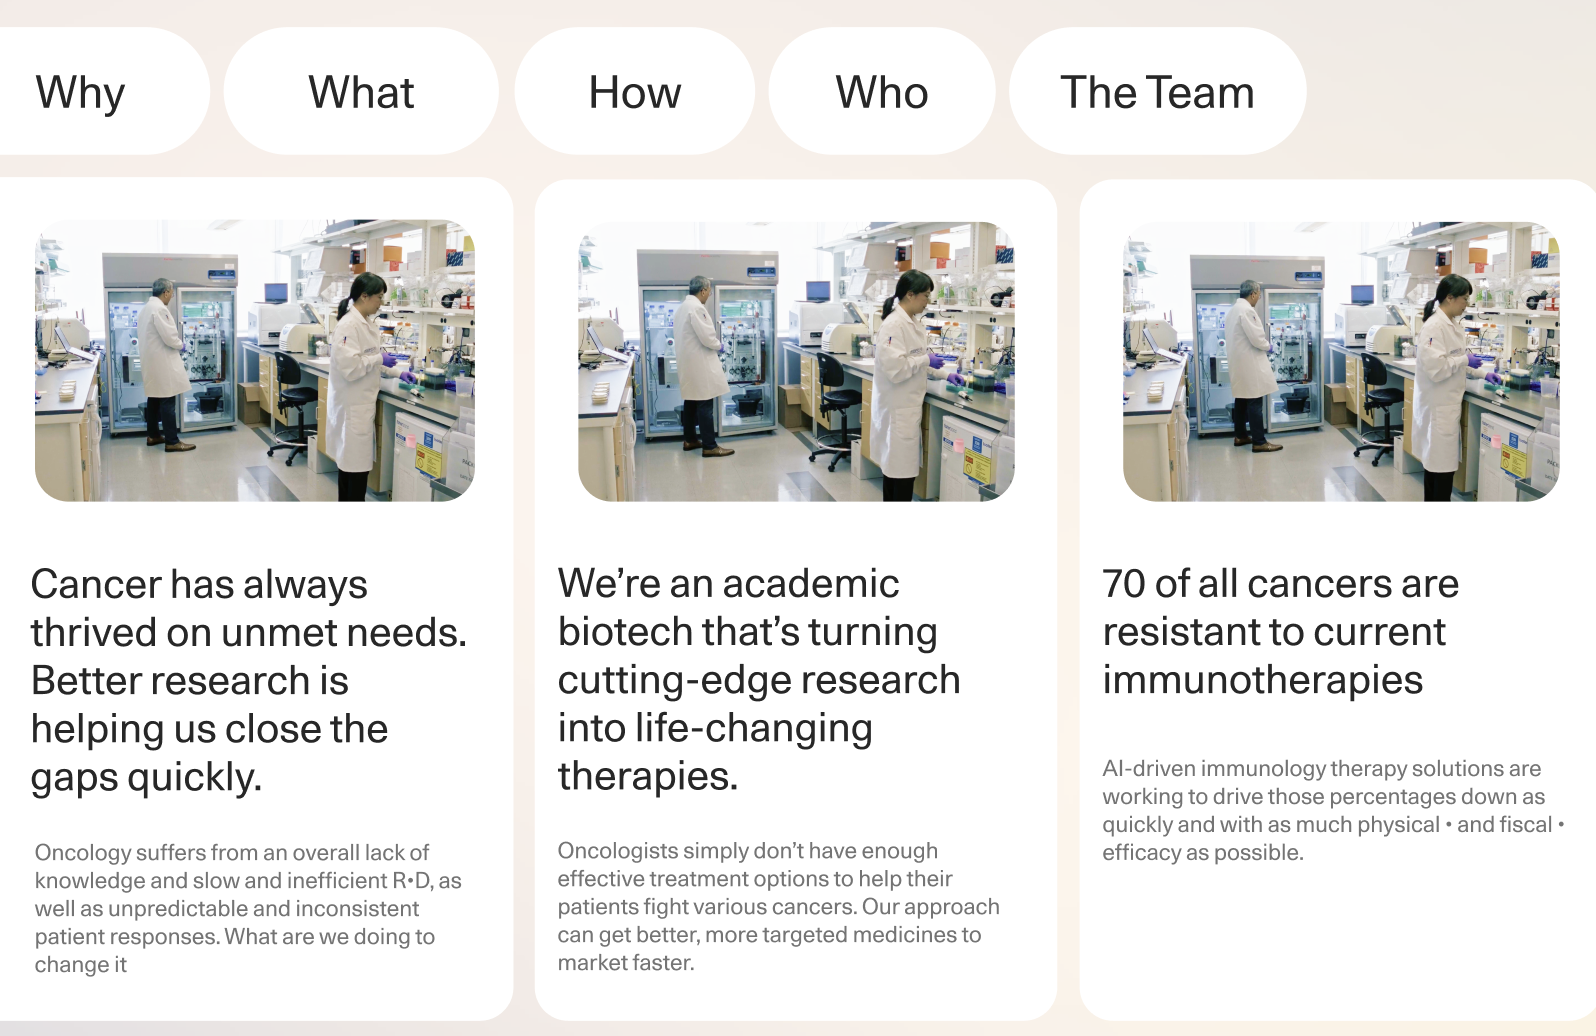 Why
What
How
Who
The Team
Cancer has always
thrived on unmet needs.
Better research is
helping us close the
gaps quickly.
Oncology suffers from an overall lack of
knowledge and slow and inefficient R•D, as
well as unpredictable and inconsistent
patient responses. What are we doing to
change it
We’re an academic
biotech that’s turning
cutting-edge research
into life-changing
therapies.
Oncologists simply don’t have enough
effective treatment options to help their
patients fight various cancers. Our approach
can get better, more targeted medicines to
market faster.
70 of all cancers are
resistant to current
immunotherapies
AI-driven immunology therapy solutions are
working to drive those percentages down as
quickly and with as much physical • and fiscal •
efficacy as possible.